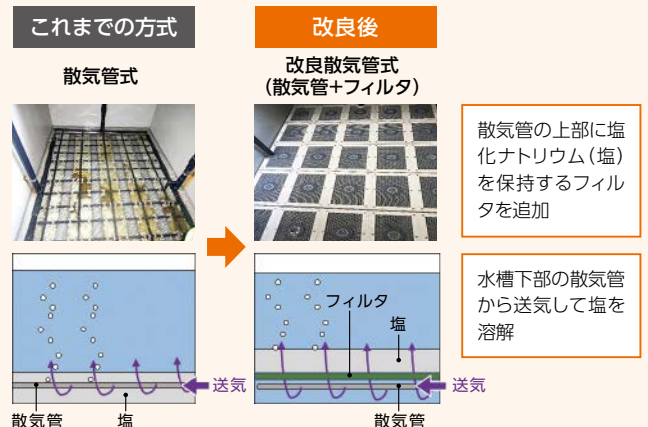 これまでの方式
改良後
散気管式
改良散気管式
(散気管+フィルタ)
散気管の上部に塩
化ナトリウム(塩)
を保持するフィル
タを追加
水槽下部の散気管
から送気して塩を
溶解
フィルタ
塩
送気
送気
散気管
塩
散気管